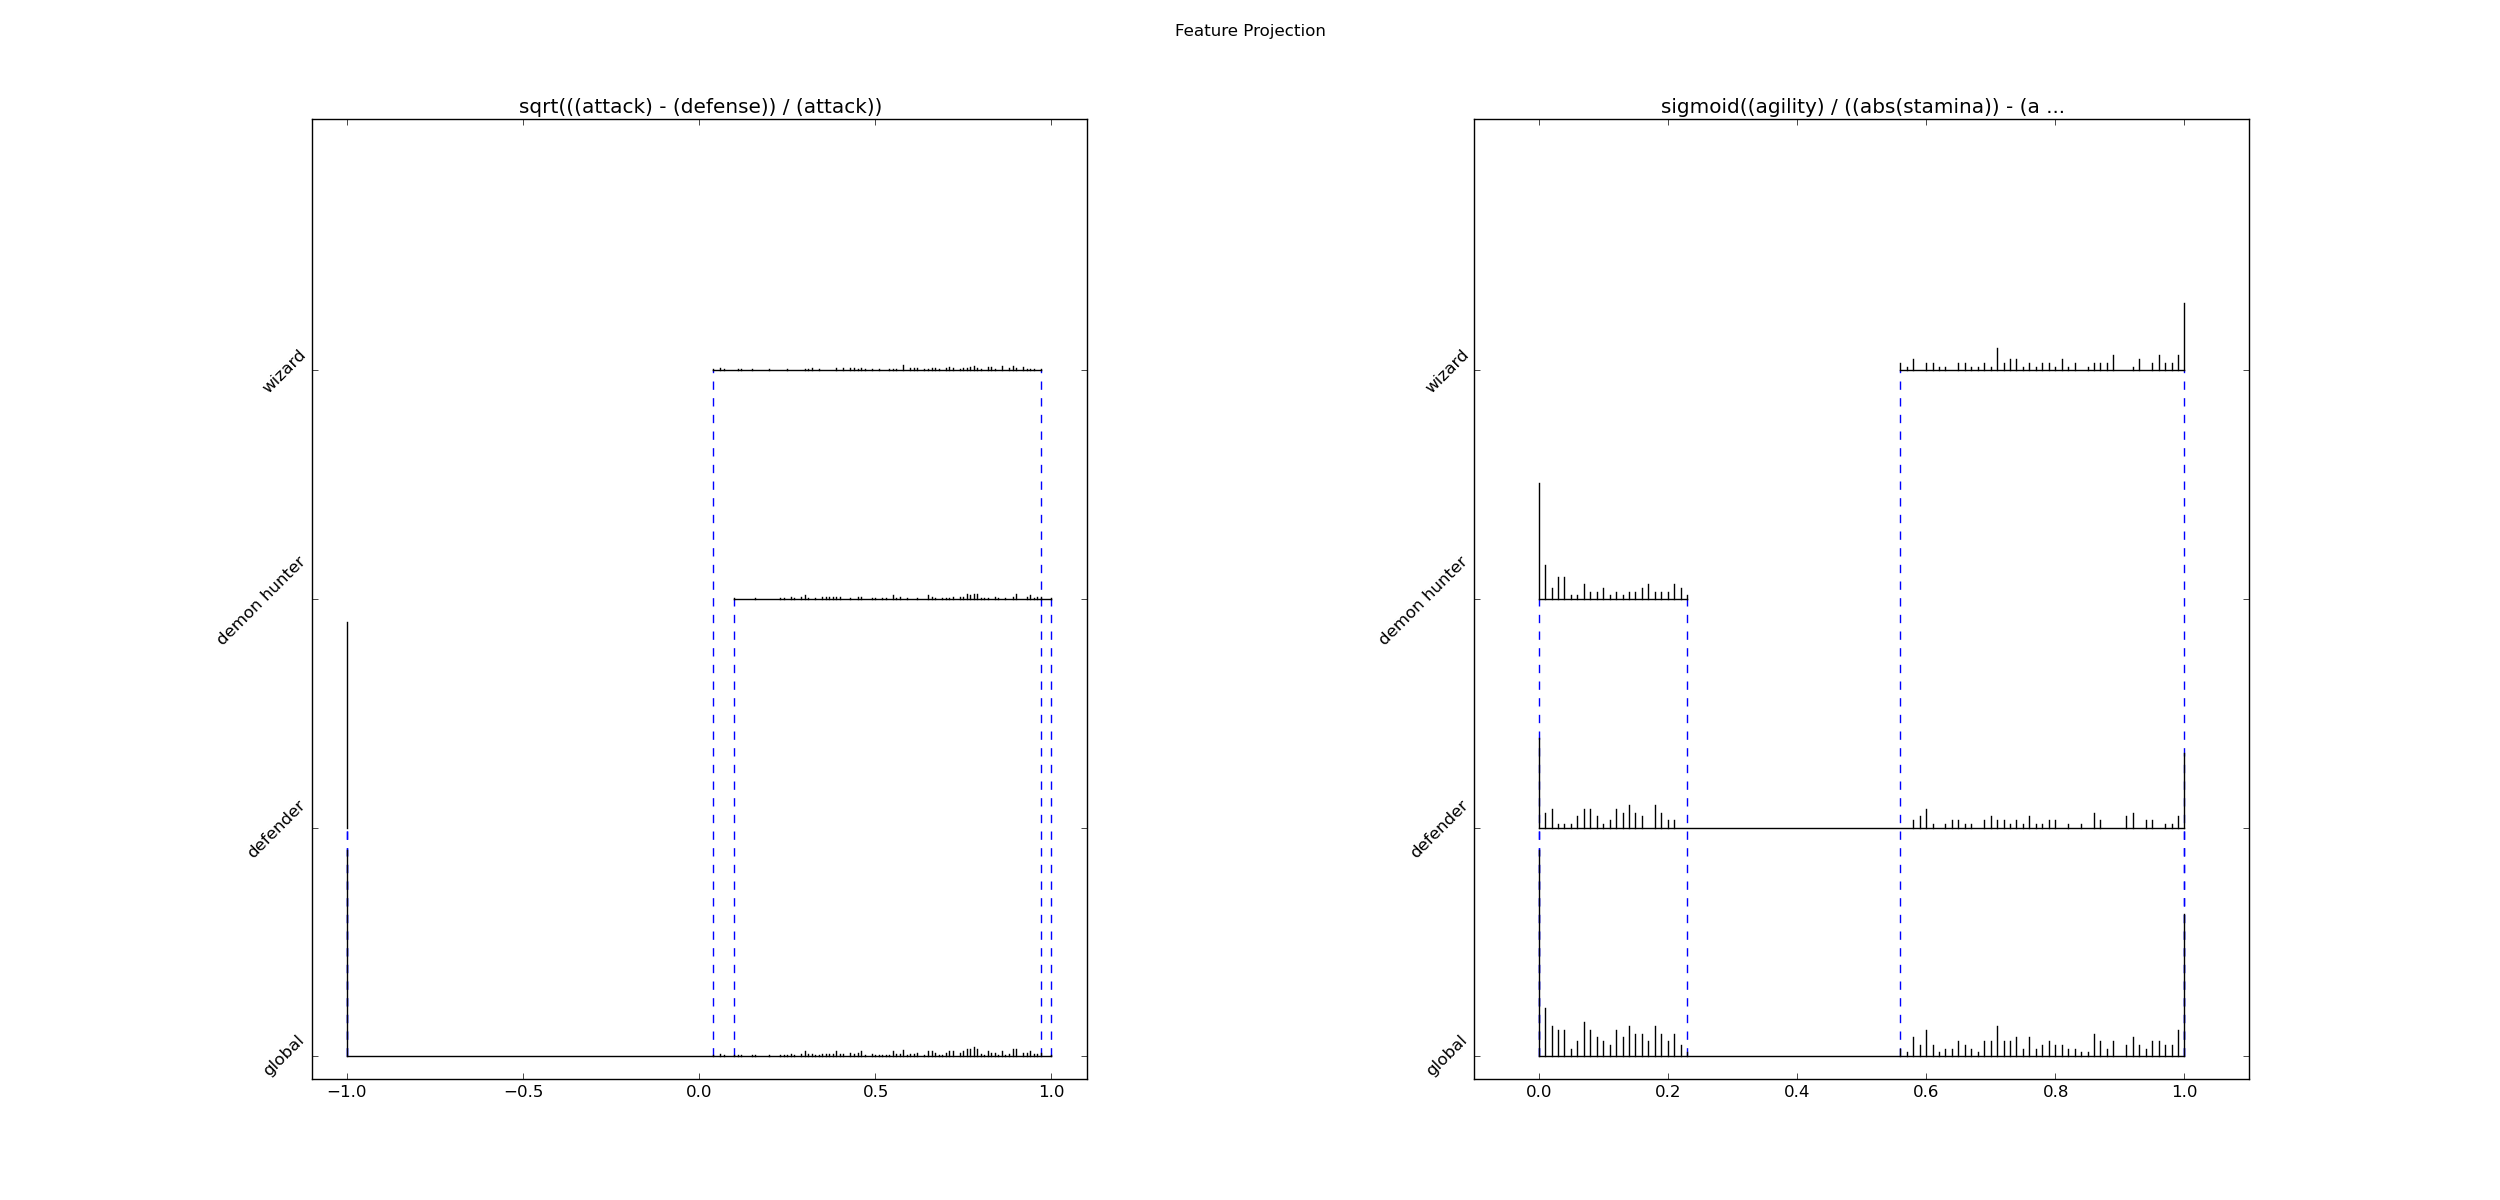 Feature Projection
sqrt(((attack) - (defense)) / (attack))
wizard
demon hunter
defender
global
−1.0 −0.5 0.0 0.5 1.0
sigmoid((agility) / ((abs(stamina)) - (a ...
wizard
demon hunter
defender
global
0.0 0.2 0.4 0.6 0.8 1.0